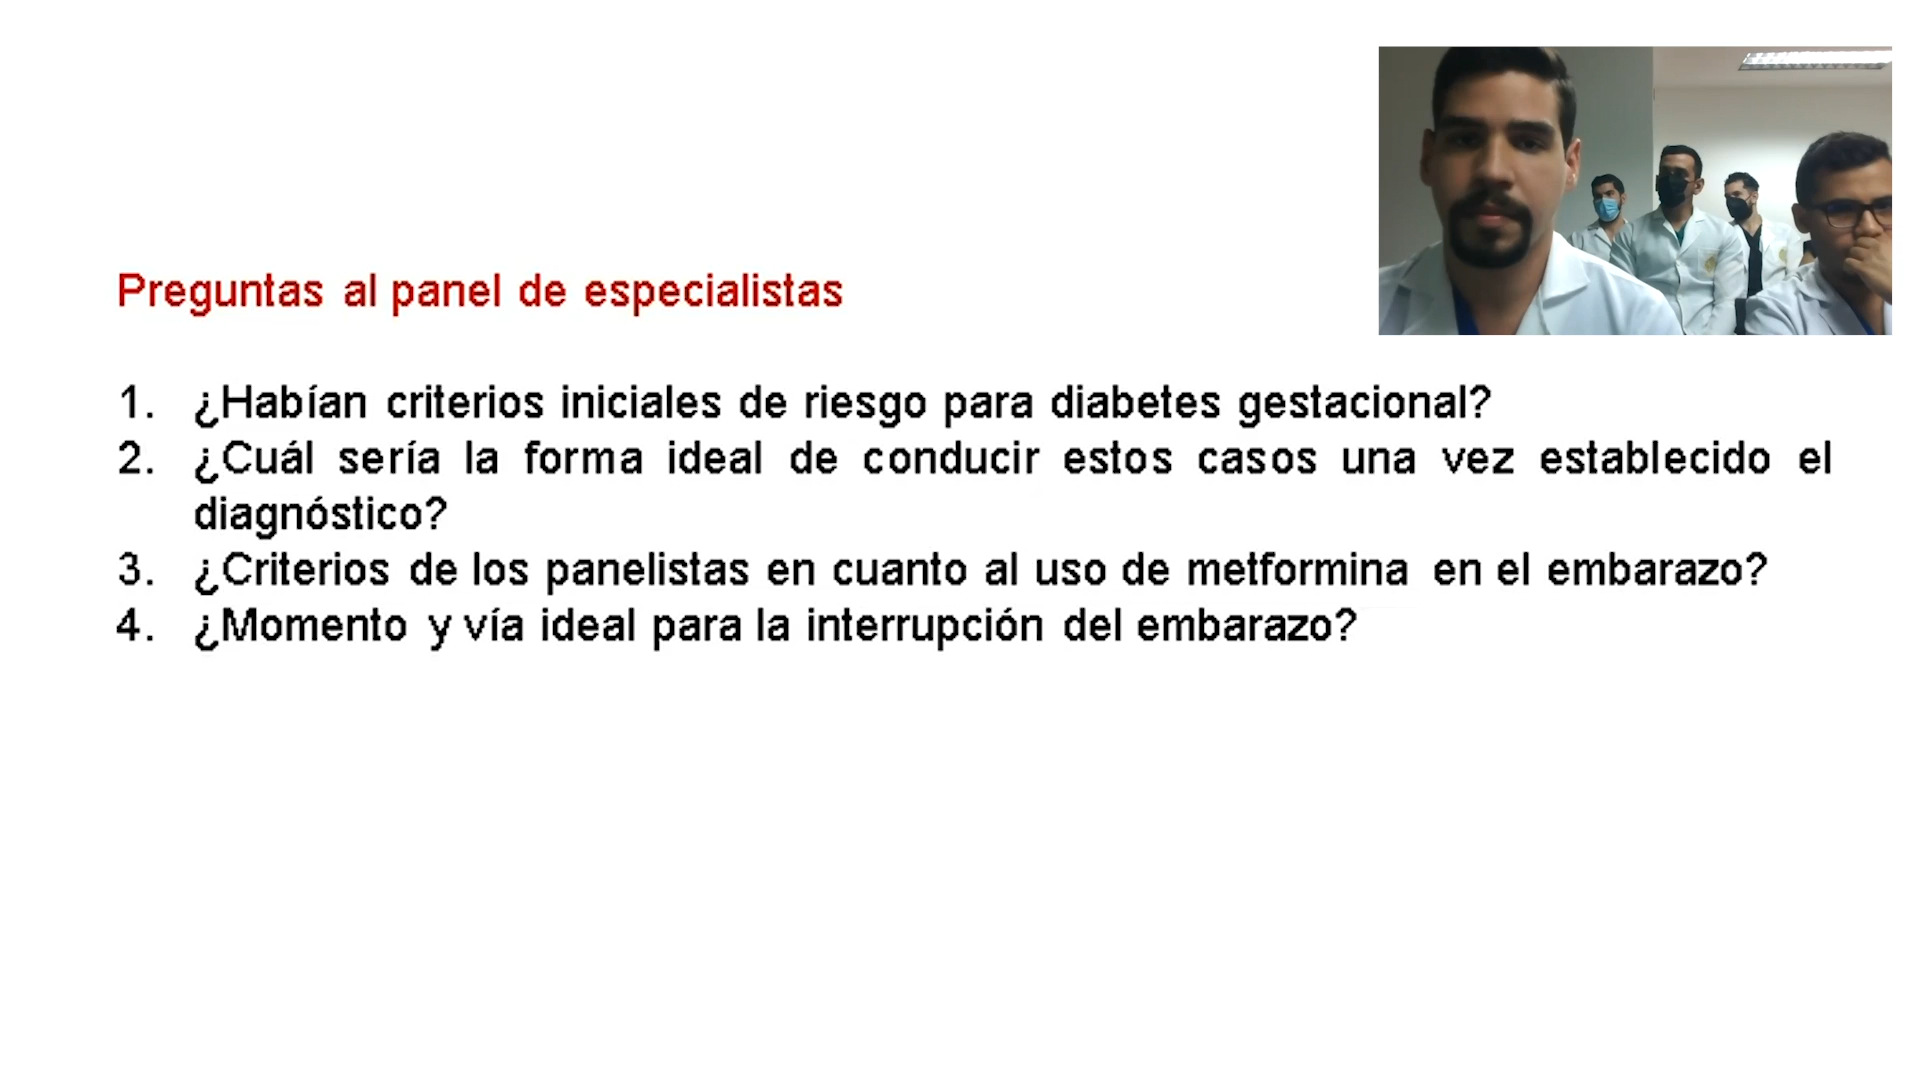 Preguntas al panel de especialistas
1. ¿Habían criterios iniciales de riesgo para diabetes gestacional?
2. ¿Cuál sería la forma ideal de conducir estos casos una vez establecido el
diagnóstico?
3. ¿Criterios de los panelistas en cuanto al uso de metformina en el embarazo?
4. ¿Momento y vía ideal para la interrupción del embarazo?